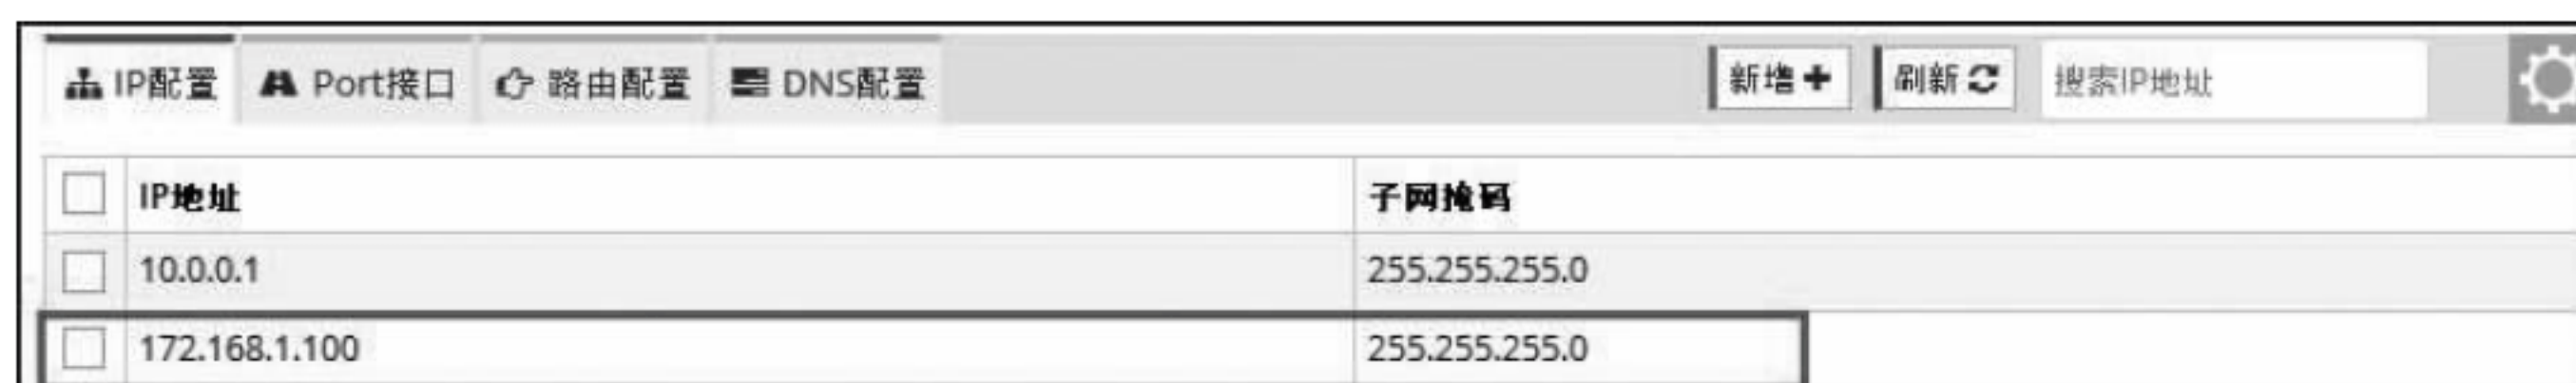 IP配置 Port接口 路由配置 DNS配置 新增 刷新 搜索IP地址
IP地址 子网掩码
10.0.0.1 255.255.255.0
172.168.1.100 255.255.255.0